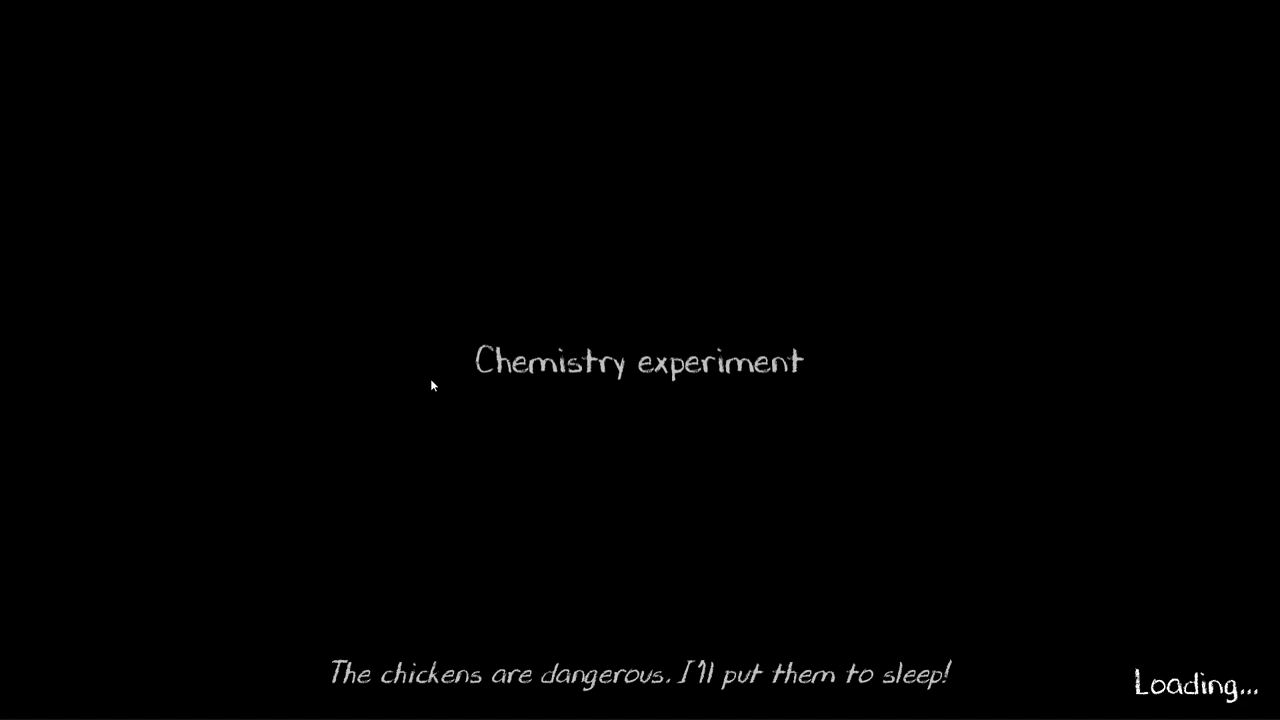 Chemistry experiment
The chickens are dangerous. I'll put them to sleep!
Loading...